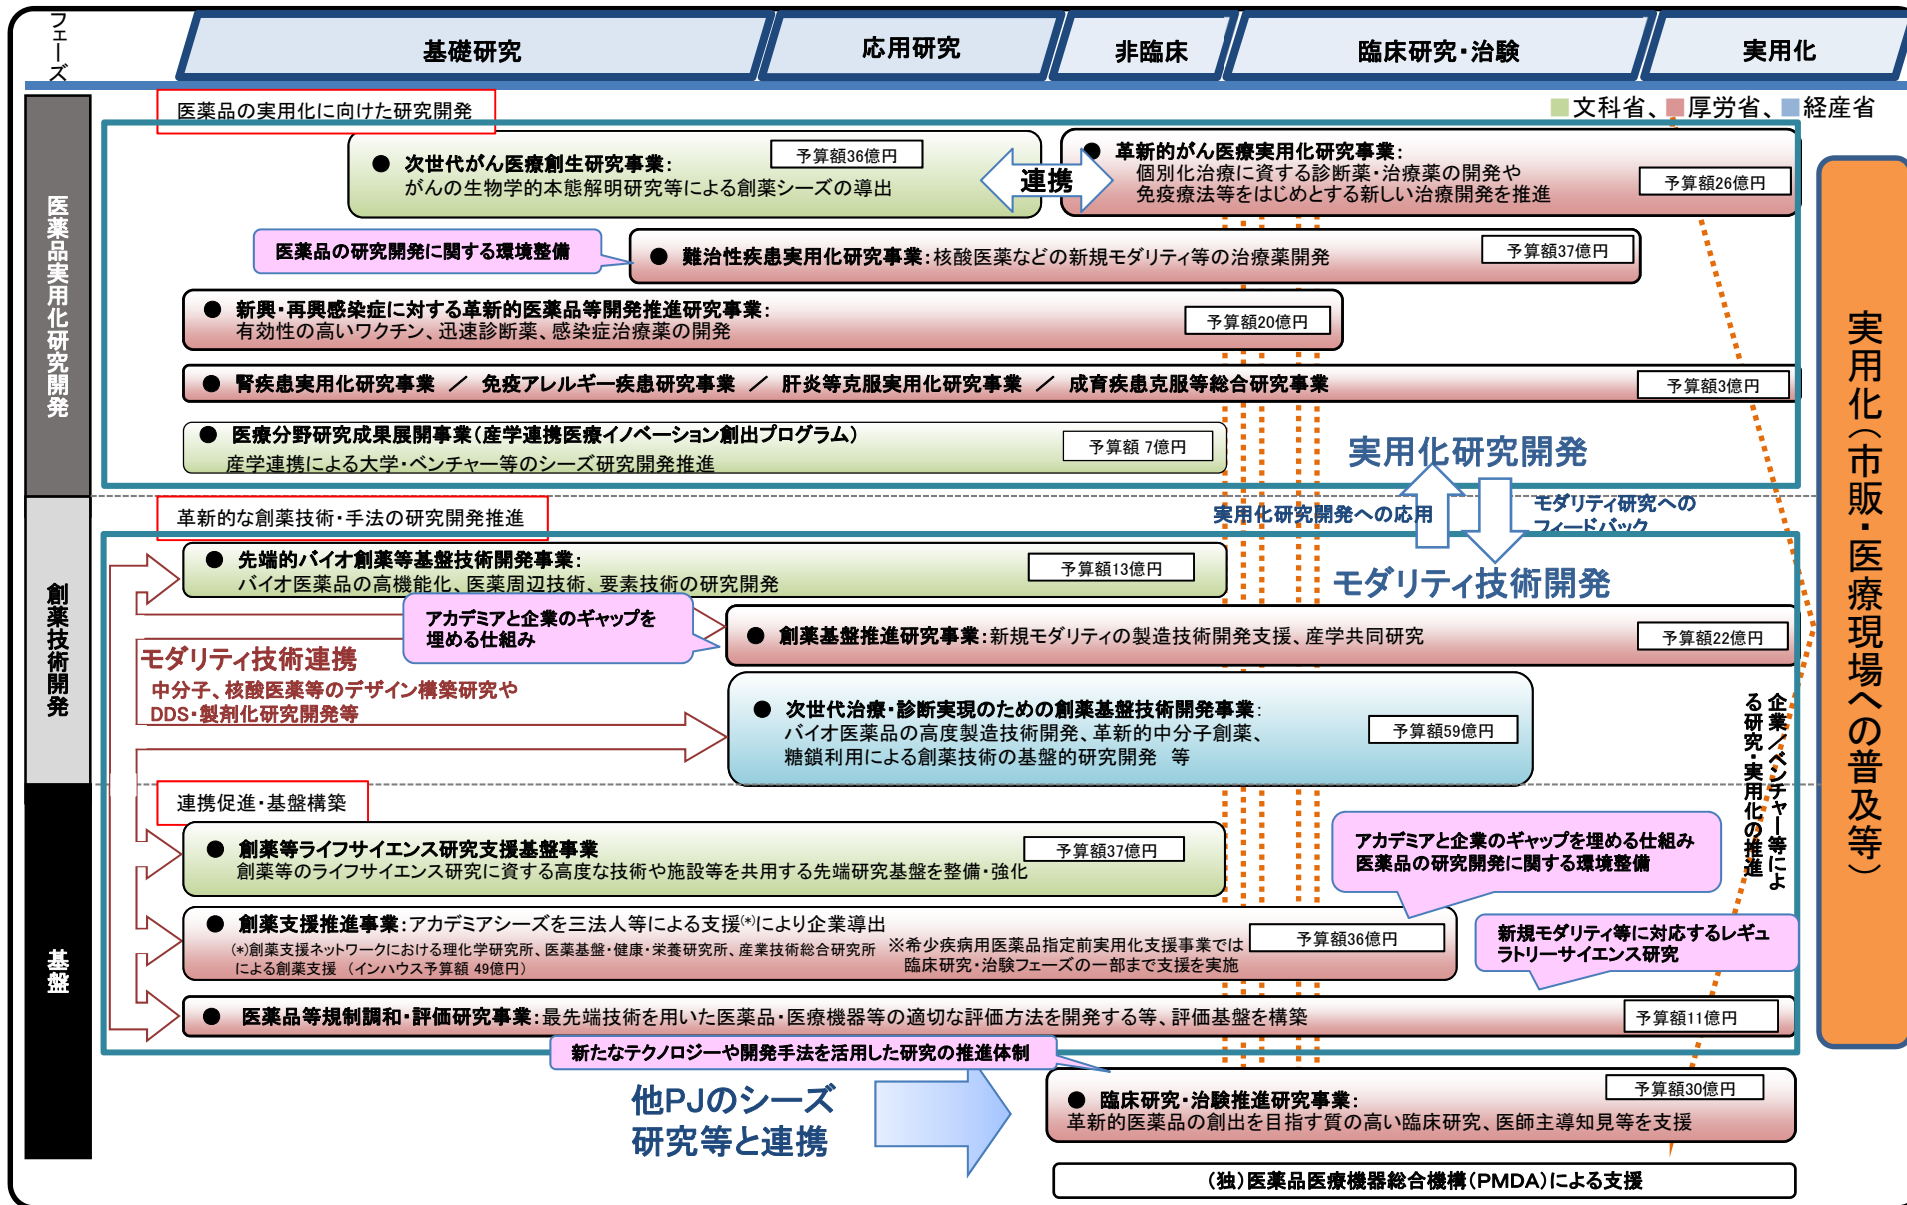 フェーズ
基礎研究
応用研究
非臨床
臨床研究・治験
実用化
■文科省、■厚労省、■経産省
医薬品実用化研究開発
医薬品の実用化に向けた研究開発
● 次世代がん医療創生研究事業：
予算額36億円
がんの生物学的本態解明研究等による創薬シーズの導出
連携
● 革新的がん医療実用化研究事業：
個別化治療に資する診断薬・治療薬の開発や
免疫療法等をはじめとする新しい治療開発を推進
予算額26億円
医薬品の研究開発に関する環境整備
● 難治性疾患実用化研究事業：核酸医薬などの新規モダリティ等の治療薬開発
予算額37億円
● 新興・再興感染症に対する革新的医薬品等開発推進研究事業：
有効性の高いワクチン、迅速診断薬、感染症治療薬の開発
予算額20億円
● 腎疾患実用化研究事業 ／ 免疫アレルギー疾患研究事業 ／ 肝炎等克服実用化研究事業 ／ 成育疾患克服等総合研究事業
予算額3億円
● 医療分野研究成果展開事業（産学連携医療イノベーション創出プログラム）
産学連携による大学・ベンチャー等のシーズ研究開発推進
予算額 7億円
実用化研究開発
実用化研究開発への応用
モダリティ研究への
フィードバック
モダリティ技術開発
創薬技術開発
革新的な創薬技術・手法の研究開発推進
● 先端的バイオ創薬等基盤技術開発事業：
バイオ医薬品の高機能化、医薬周辺技術、要素技術の研究開発
予算額13億円
アカデミアと企業のギャップを
埋める仕組み
● 創薬基盤推進研究事業：新規モダリティの製造技術開発支援、産学共同研究
予算額22億円
モダリティ技術連携
中分子、核酸医薬等のデザイン構築研究や
DDS・製剤化研究開発等
● 次世代治療・診断実現のための創薬基盤技術開発事業：
バイオ医薬品の高度製造技術開発、革新的中分子創薬、
糖鎖利用による創薬技術の基盤的研究開発 等
予算額59億円
企業／ベンチャー等によ
る研究・実用化の推進
実用化（市販・医療現場への普及等）
基盤
連携促進・基盤構築
● 創薬等ライフサイエンス研究支援基盤事業
創薬等のライフサイエンス研究に資する高度な技術や施設等を共用する先端研究基盤を整備・強化
予算額37億円
アカデミアと企業のギャップを埋める仕組み
医薬品の研究開発に関する環境整備
● 創薬支援推進事業：アカデミアシーズを三法人等による支援(*)により企業導出
(*)創薬支援ネットワークにおける理化学研究所、医薬基盤・健康・栄養研究所、産業技術総合研究所
による創薬支援 （インハウス予算額 49億円）
※希少疾病用医薬品指定前実用化支援事業では
臨床研究・治験フェーズの一部まで支援を実施
予算額36億円
新規モダリティ等に対応するレギュ
ラトリーサイエンス研究
● 医薬品等規制調和・評価研究事業：最先端技術を用いた医薬品・医療機器等の適切な評価方法を開発する等、評価基盤を構築
予算額11億円
新たなテクノロジーや開発手法を活用した研究の推進体制
他PJのシーズ
研究等と連携
● 臨床研究・治験推進研究事業：
予算額30億円
革新的医薬品の創出を目指す質の高い臨床研究、医師主導知見等を支援
（独）医薬品医療機器総合機構（PMDA）による支援